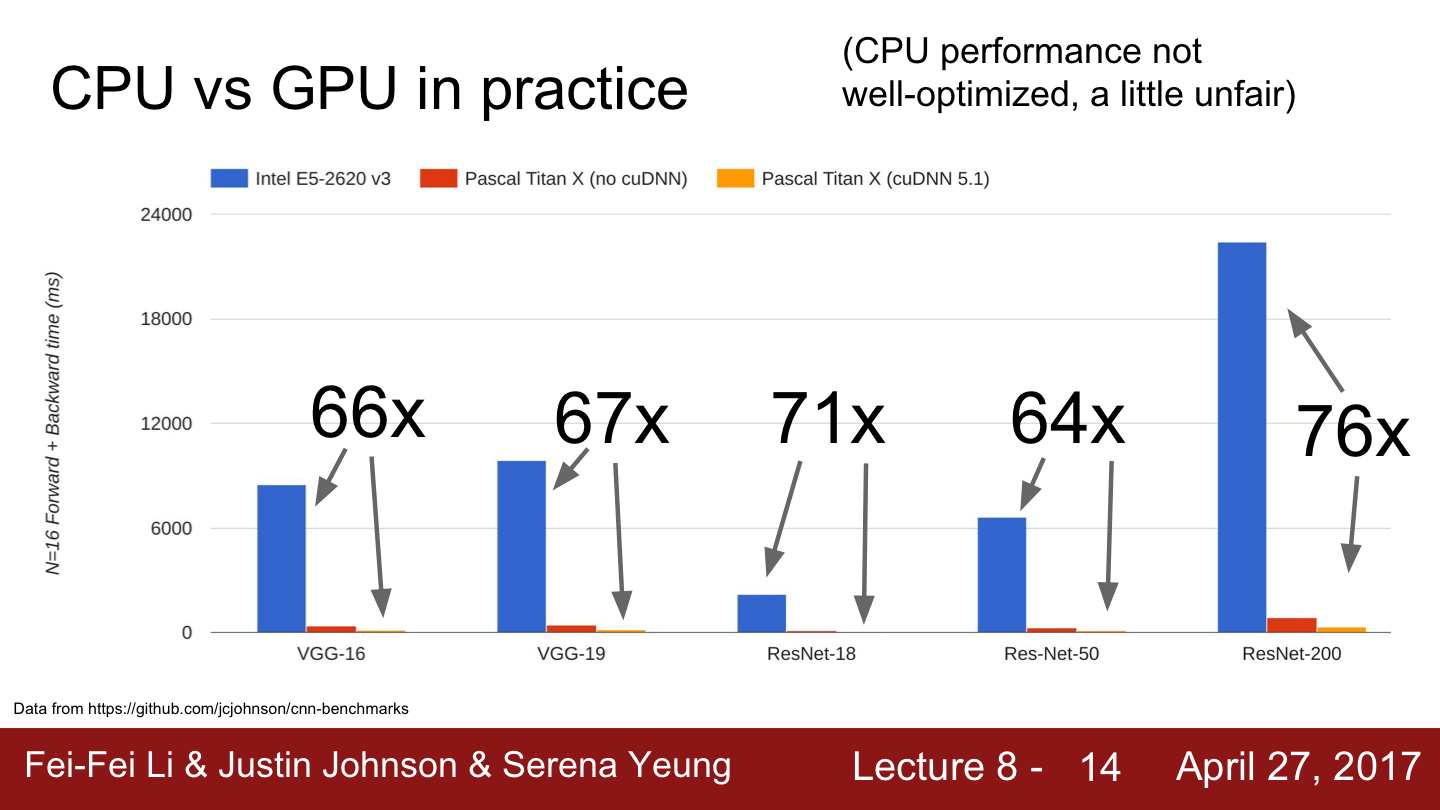 CPU vs GPU in practice
(CPU performance not
well-optimized, a little unfair)
Intel E5-2620 v3
Pascal Titan X (no cuDNN)
Pascal Titan X (cuDNN 5.1)
N=16 Forward + Backward time (ms)
24000
18000
12000
6000
0
66x
67x
71x
64x
76x
VGG-16
VGG-19
ResNet-18
Res-Net-50
ResNet-200
Data from https://github.com/jcjohnson/cnn-benchmarks
Fei-Fei Li & Justin Johnson & Serena Yeung
Lecture 8 - 14
April 27, 2017